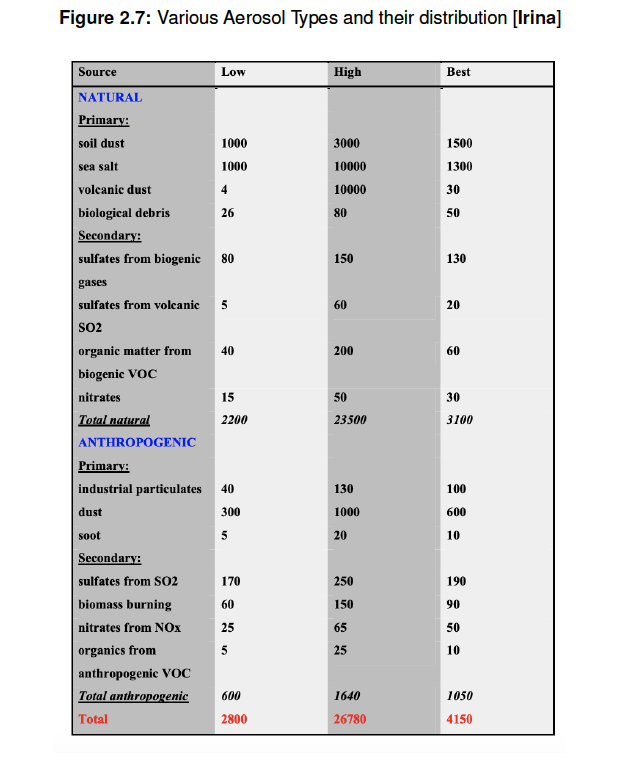 Figure 2.7: Various Aerosol Types and their distribution [Irina]
Source Low High Best
NATURAL
Primary:
soil dust 1000 3000 1500
sea salt 1000 10000 1300
volcanic dust 4 10000 30
biological debris 26 80 50
Secondary:
sulfates from biogenic 80 150 130
gases
sulfates from volcanic 5 60 20
SO2
organic matter from 40 200 60
biogenic VOC
nitrates 15 50 30
Total natural 2200 23500 3100
ANTHROPOGENIC
Primary:
industrial particulates 40 130 100
dust 300 1000 600
soot 5 20 10
Secondary:
sulfates from SO2 170 250 190
biomass burning 60 150 90
nitrates from NOx 25 65 50
organics from 5 25 10
anthropogenic VOC
Total anthropogenic 600 1640 1050
Total 2800 26780 4150